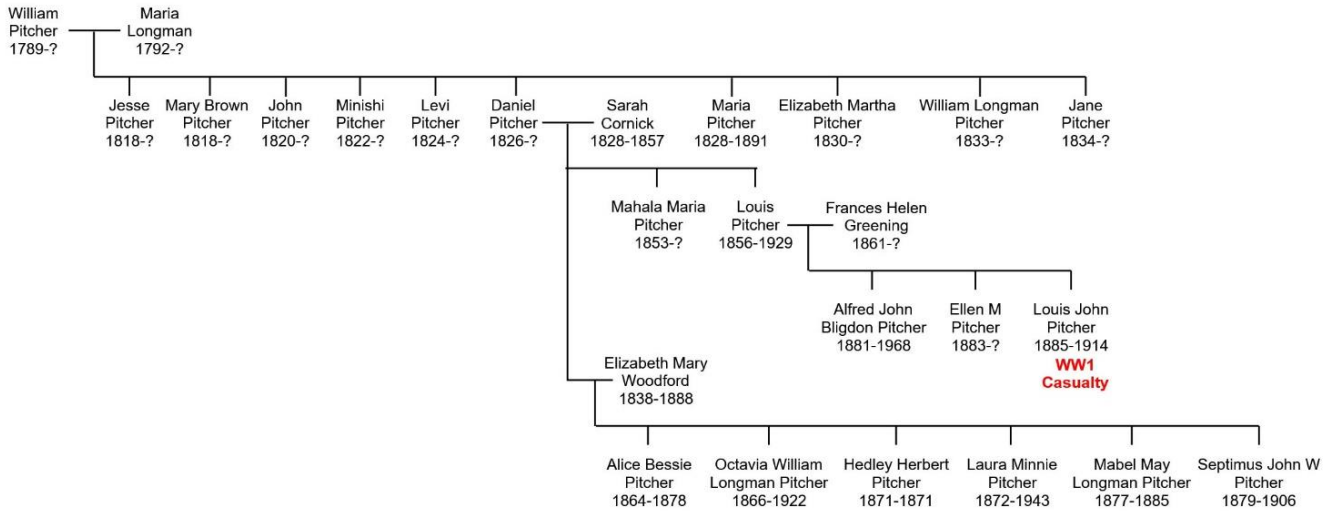 William
Pitcher
1789-?
Maria
Longman
1792-?
Jesse
Pitcher
1818-?
Mary Brown
Pitcher
1818-?
John
Pitcher
1820-?
Minishi
Pitcher
1822-?
Levi
Pitcher
1824-?
Daniel
Pitcher
1826-?
Sarah
Cornick
1828-1857
Maria
Pitcher
1828-1891
Elizabeth Martha
Pitcher
1830-?
William Longman
Pitcher
1833-?
Jane
Pitcher
1834-?
Mahala Maria
Pitcher
1853-?
Louis
Pitcher
1856-1929
Frances Helen
Greening
1861-?
Alfred John
Bligdon Pitcher
1881-1968
Ellen M
Pitcher
1883-?
Louis John
Pitcher
1885-1914
WW1
Casualty
Elizabeth Mary
Woodford
1838-1888
Alice Bessie
Pitcher
1864-1878
Octavia William
Longman Pitcher
1866-1922
Hedley Herbert
Pitcher
1871-1871
Laura Minnie
Pitcher
1872-1943
Mabel May
Longman Pitcher
1877-1885
Septimus John W
Pitcher
1879-1906